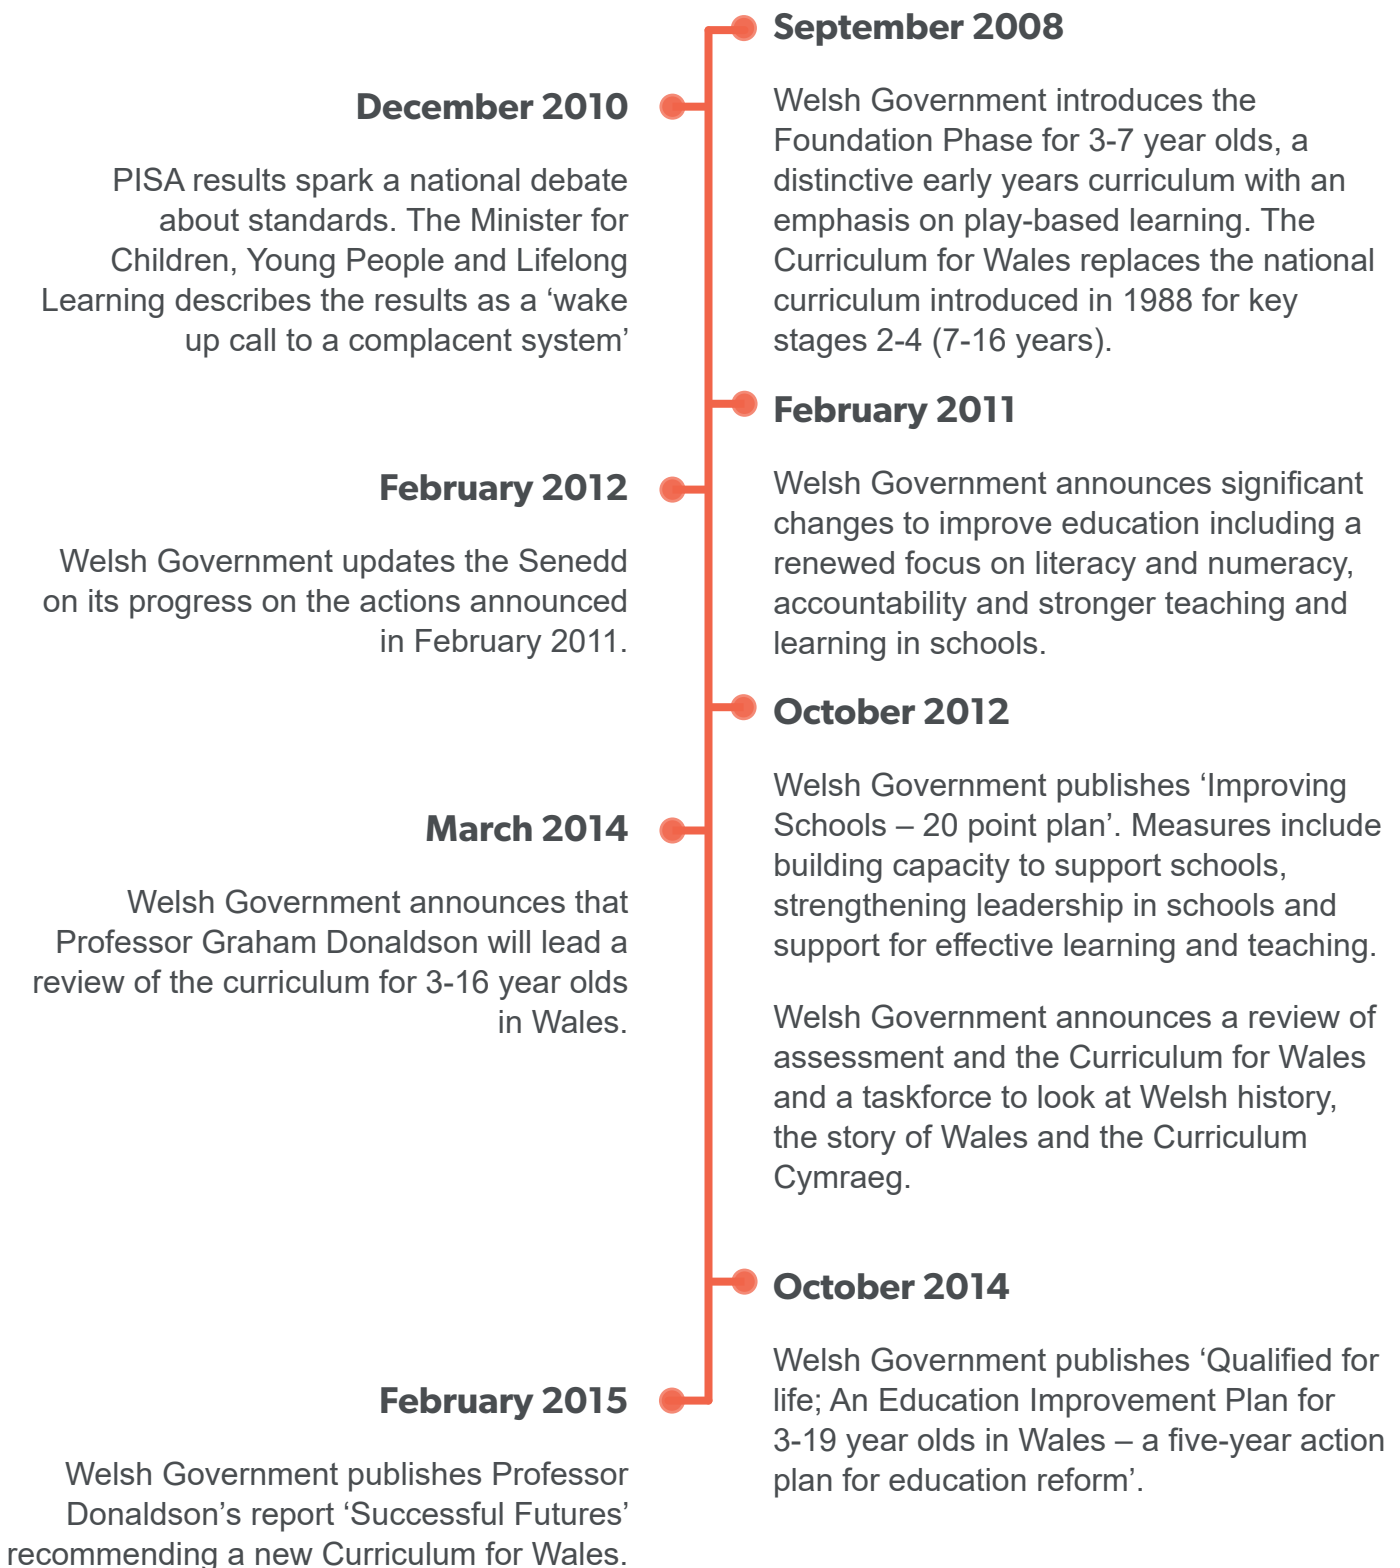 September 2008
Welsh Government introduces the
Foundation Phase for 3-7 year olds, a
distinctive early years curriculum with an
emphasis on play-based learning. The
Curriculum for Wales replaces the national
curriculum introduced in 1988 for key
stages 2-4 (7-16 years).
December 2010
PISA results spark a national debate
about standards. The Minister for
Children, Young People and Lifelong
Learning describes the results as a ‘wake
up call to a complacent system’
February 2011
Welsh Government announces significant
changes to improve education including a
renewed focus on literacy and numeracy,
accountability and stronger teaching and
learning in schools.
February 2012
Welsh Government updates the Senedd
on its progress on the actions announced
in February 2011.
October 2012
Welsh Government publishes ‘Improving
Schools – 20 point plan’. Measures include
building capacity to support schools,
strengthening leadership in schools and
support for effective learning and teaching.
Welsh Government announces a review of
assessment and the Curriculum for Wales
and a taskforce to look at Welsh history,
the story of Wales and the Curriculum
Cymraeg.
March 2014
Welsh Government announces that
Professor Graham Donaldson will lead a
review of the curriculum for 3-16 year olds
in Wales.
October 2014
Welsh Government publishes ‘Qualified for
life; An Education Improvement Plan for
3-19 year olds in Wales – a five-year action
plan for education reform’.
February 2015
Welsh Government publishes Professor
Donaldson’s report ‘Successful Futures’
recommending a new Curriculum for Wales.